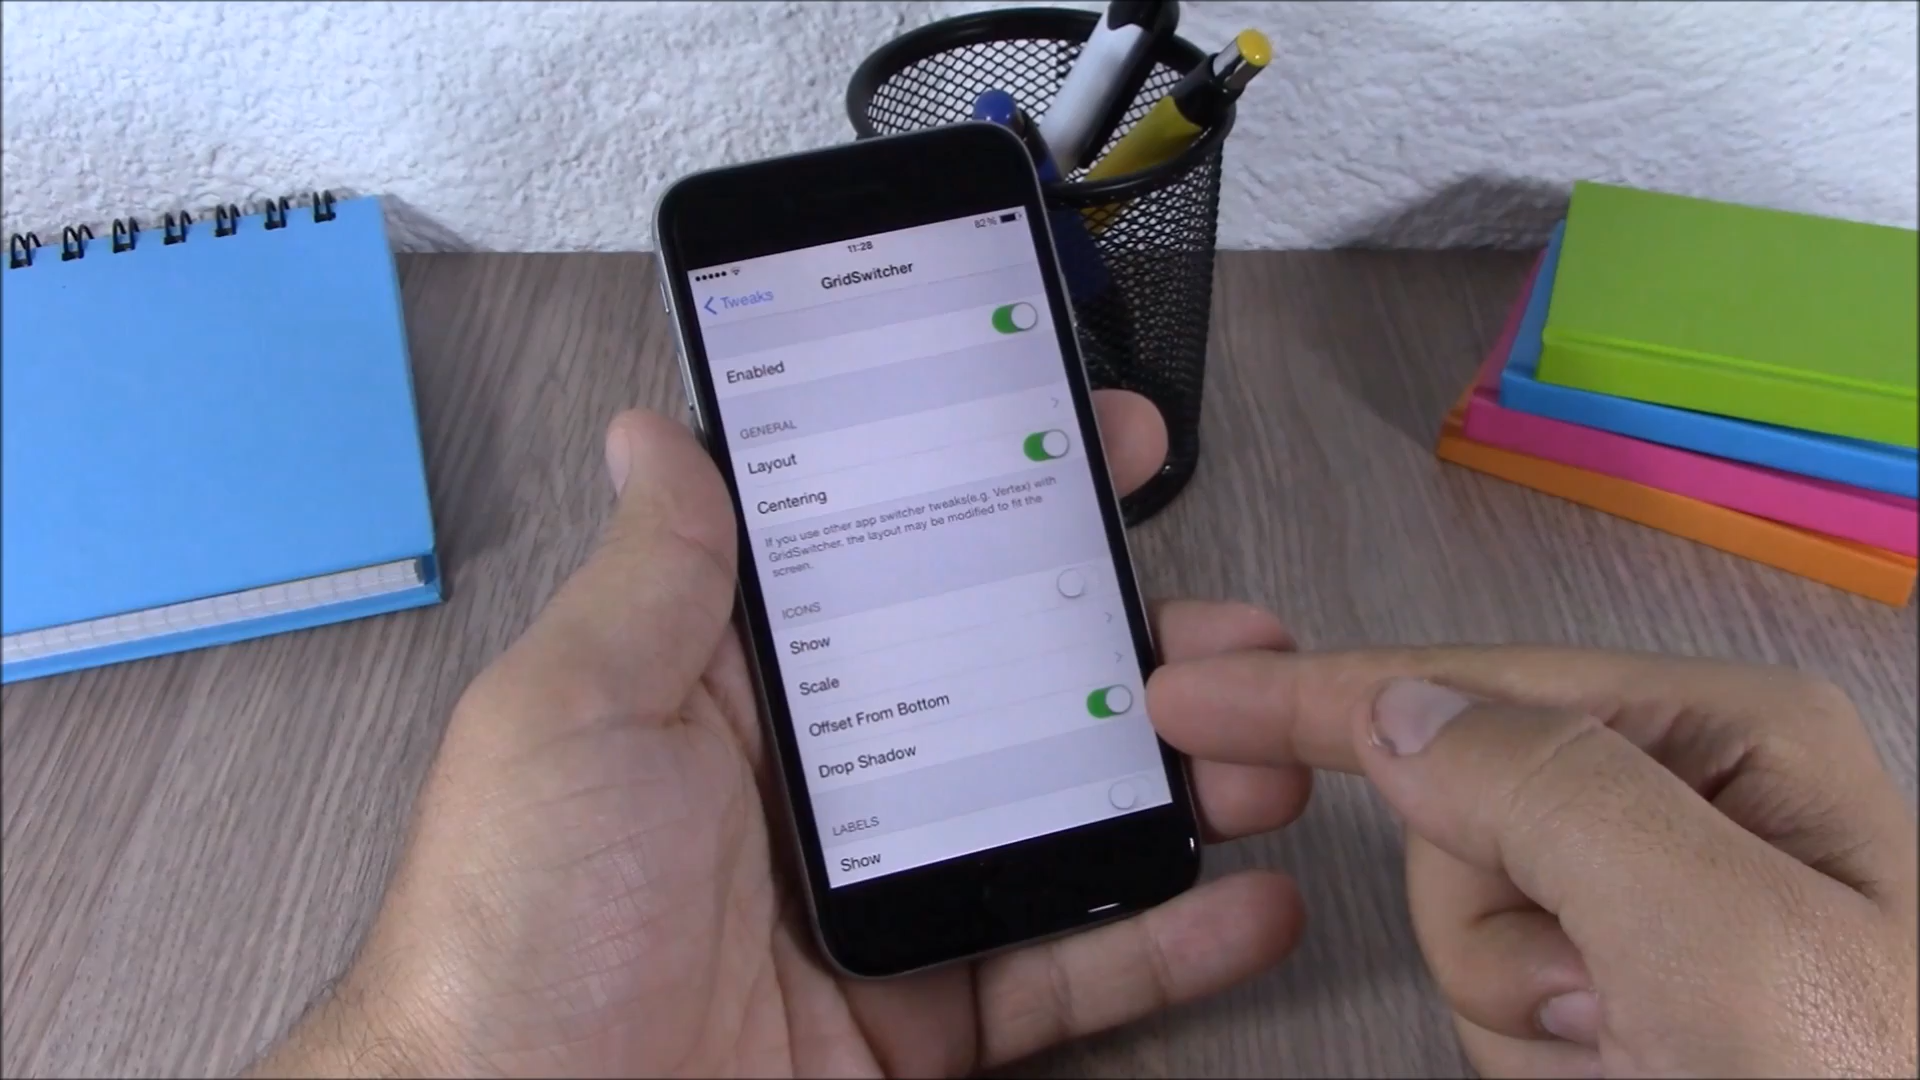 11:28
82%
Tweaks
GridSwitcher
Enabled
GENERAL
Layout
Centering
If you use other app switcher tweaks(e.g. Vertex) with
GridSwitcher, the layout may be modified to fit the
screen.
ICONS
Show
Scale
Offset From Bottom
Drop Shadow
LABELS
Show